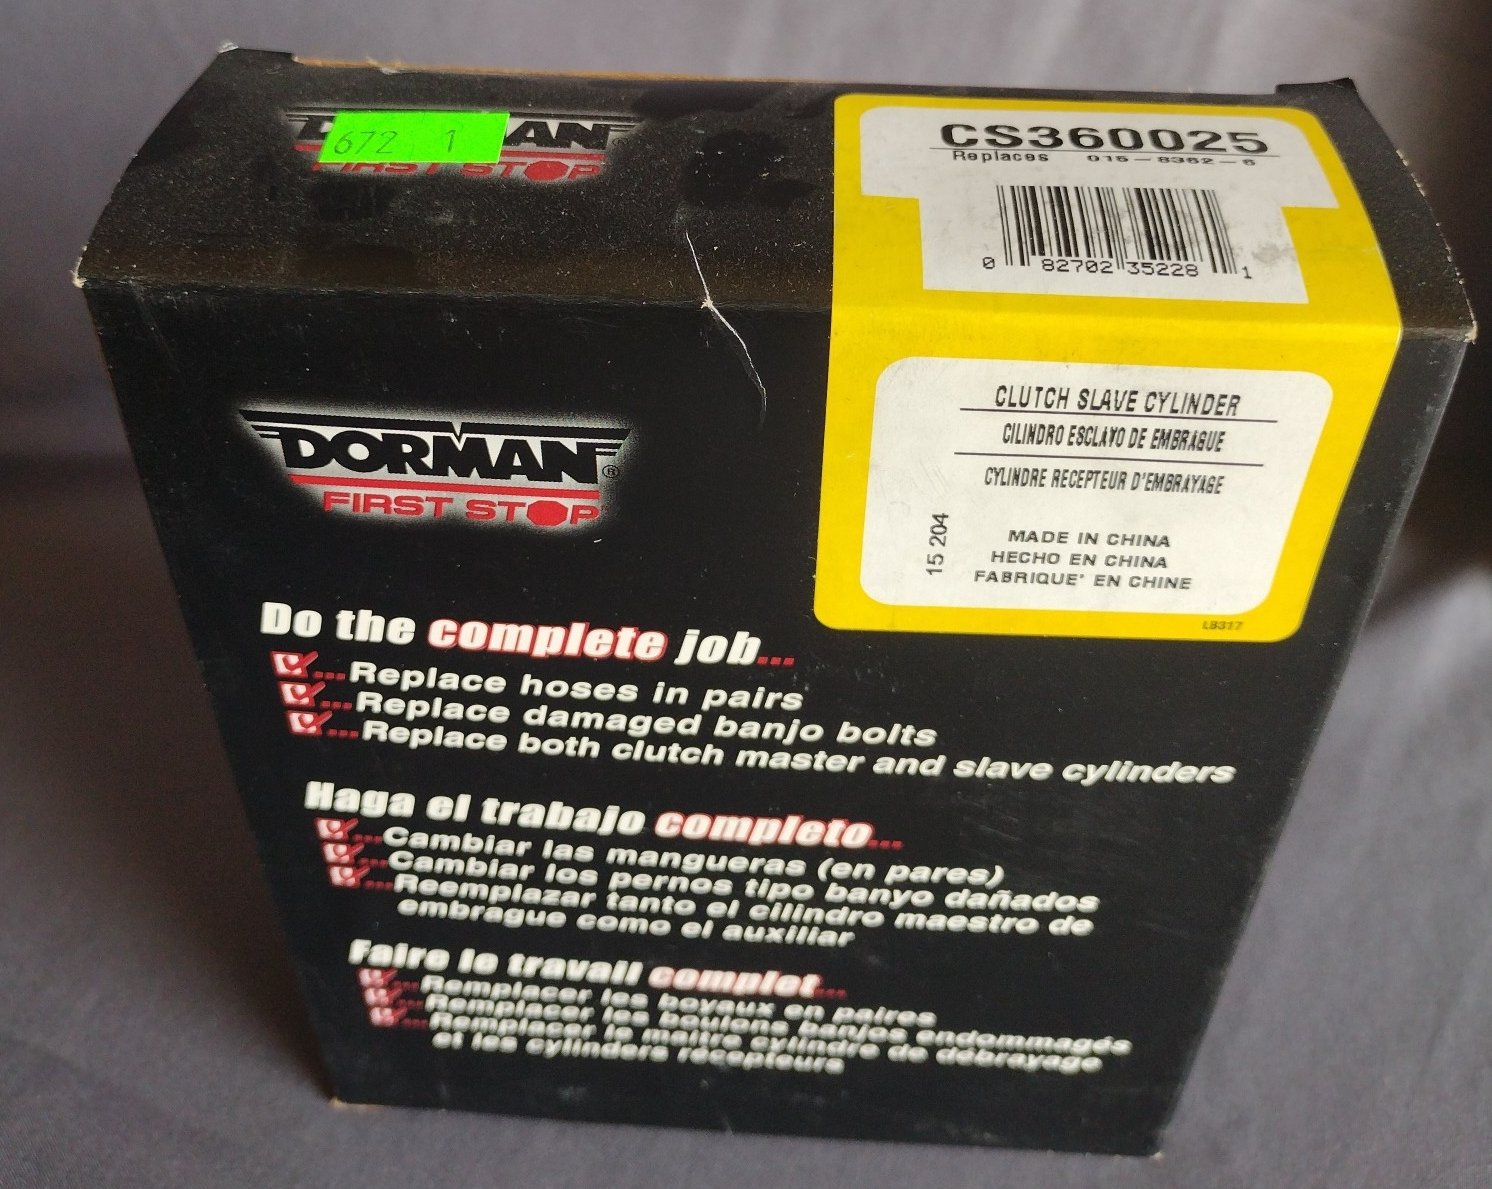 672 1
DORMAN
FIRST STOP
CS360025
Replaces 015-8362-6
0 82702 35228 1
DORMAN®
FIRST STOP
CLUTCH SLAVE CYLINDER
CILINDRO ESCLAVO DE EMBRAGUE
CYLINDRE RECEPTEUR D'EMBRAYAGE
15 204
MADE IN CHINA
HECHO EN CHINA
FABRIQUE' EN CHINE
LB317
Do the complete job...
...Replace hoses in pairs
...Replace damaged banjo bolts
...Replace both clutch master and slave cylinders
Haga el trabajo completo...
...Cambiar las mangueras (en pares)
...Cambiar los pernos tipo banyo dañados
...Reemplazar tanto el cilindro maestro de
embrague como el auxiliar
Faire le travail complet...
...Remplacer les boyaux en paires
...Remplacer les boulons banjos endommagés
...Remplacer le maître cylindre de débrayage
et les cylinders récepteurs